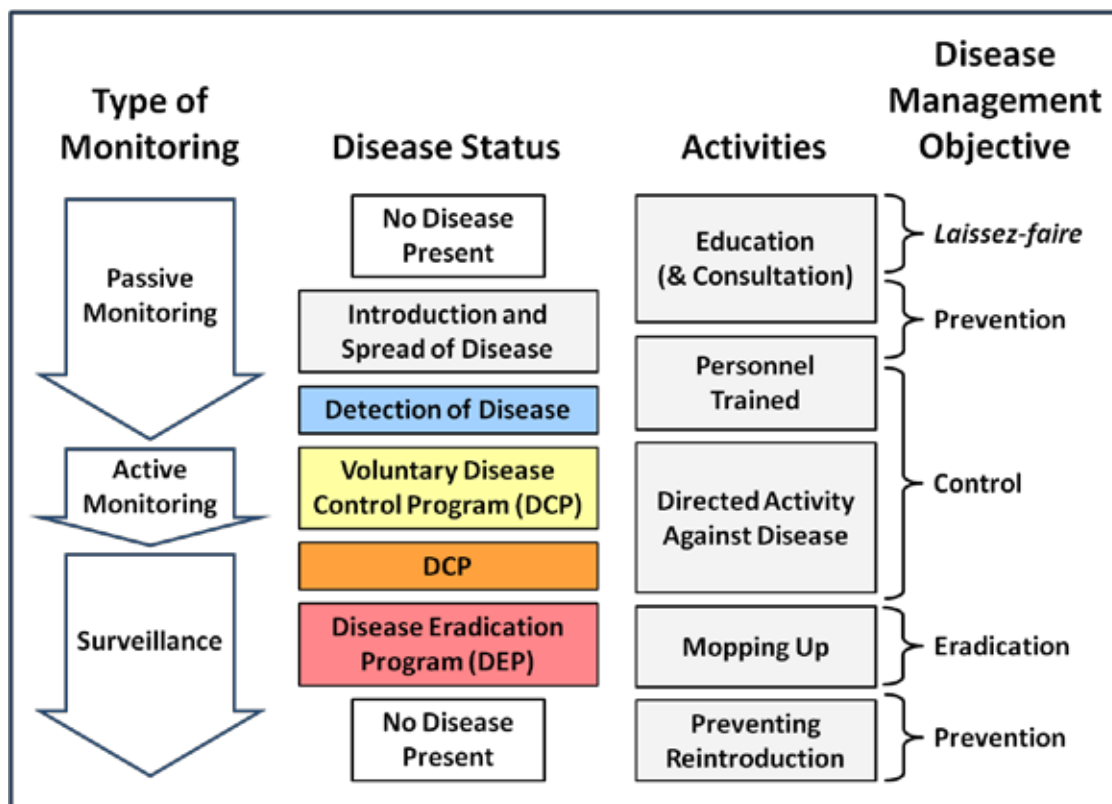 Type of
Monitoring
Disease Status
Activities
Disease
Management
Objective
Passive
Monitoring
Active
Monitoring
Surveillance
No Disease
Present
Introduction and
Spread of Disease
Detection of Disease
Voluntary Disease
Control Program (DCP)
DCP
Disease Eradication
Program (DEP)
No Disease
Present
Education
(& Consultation)
Personnel
Trained
Directed Activity
Against Disease
Mopping Up
Preventing
Reintroduction
Laissez-faire
Prevention
Control
Eradication
Prevention